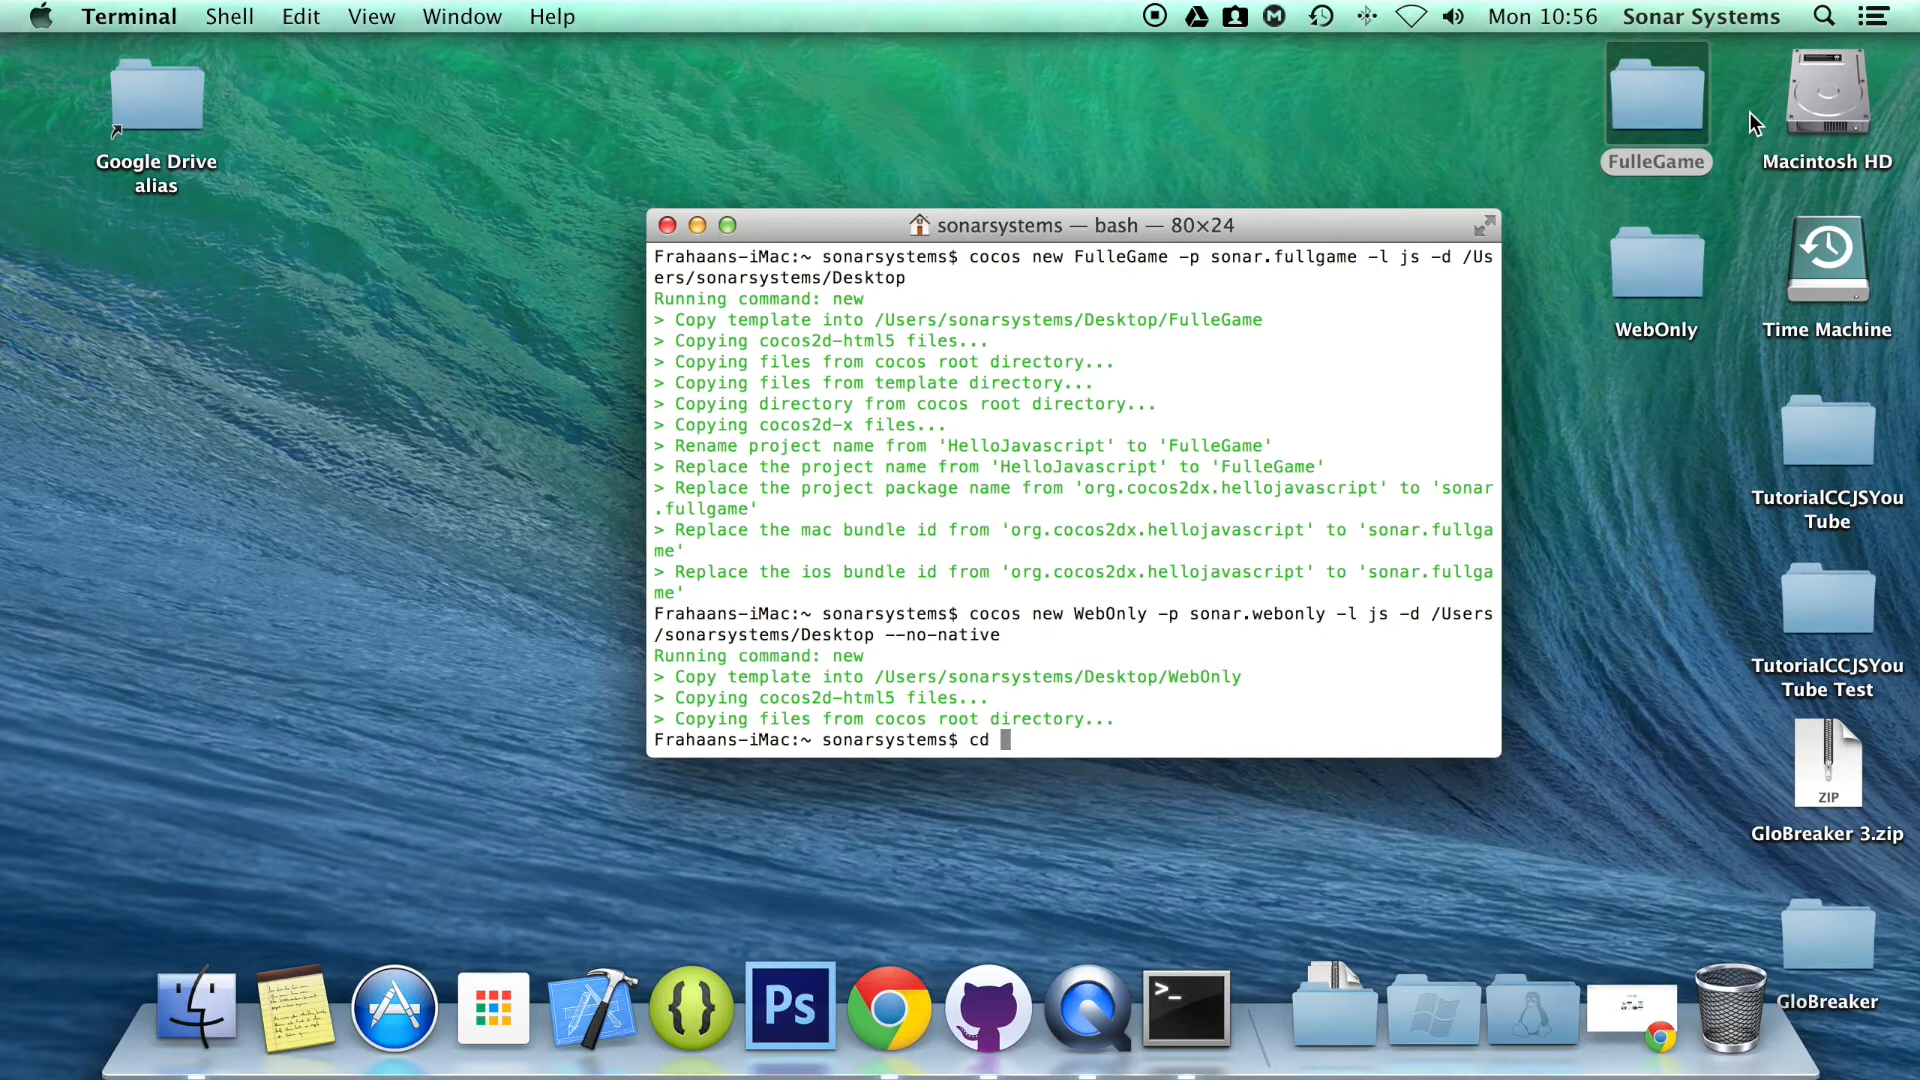 Terminal Shell Edit View Window Help Mon 10:56 Sonar Systems
Google Drive
alias
FulleGame
Macintosh HD
WebOnly
Time Machine
TutorialCCJSYou
Tube
TutorialCCJSYou
Tube Test
ZIP
GloBreaker 3.zip
GloBreaker
sonarsystems — bash — 80×24
Frahaans-iMac:~ sonarsystems$ cocos new FulleGame -p sonar.fullgame -l js -d /Us
ers/sonarsystems/Desktop
Running command: new
> Copy template into /Users/sonarsystems/Desktop/FulleGame
> Copying cocos2d-html5 files...
> Copying files from cocos root directory...
> Copying files from template directory...
> Copying directory from cocos root directory...
> Copying cocos2d-x files...
> Rename project name from 'HelloJavascript' to 'FulleGame'
> Replace the project name from 'HelloJavascript' to 'FulleGame'
> Replace the project package name from 'org.cocos2dx.hellojavascript' to 'sonar
.fullgame'
> Replace the mac bundle id from 'org.cocos2dx.hellojavascript' to 'sonar.fullga
me'
> Replace the ios bundle id from 'org.cocos2dx.hellojavascript' to 'sonar.fullga
me'
Frahaans-iMac:~ sonarsystems$ cocos new WebOnly -p sonar.webonly -l js -d /Users
/sonarsystems/Desktop --no-native
Running command: new
> Copy template into /Users/sonarsystems/Desktop/WebOnly
> Copying cocos2d-html5 files...
> Copying files from cocos root directory...
Frahaans-iMac:~ sonarsystems$ cd
{ }
Ps
>_